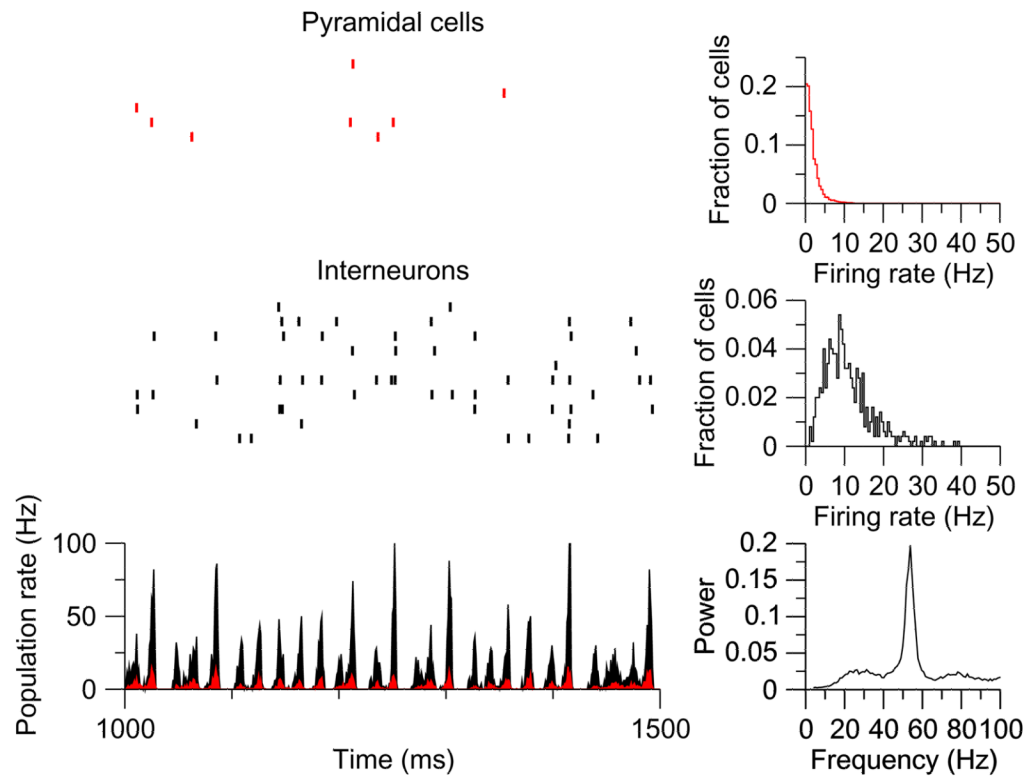 Pyramidal cells
Interneurons
Population rate (Hz)
100
50
0
1000
1500
Time (ms)
Fraction of cells
0.2
0.1
0
0 10 20 30 40 50
Firing rate (Hz)
Fraction of cells
0.06
0.04
0.02
0
0 10 20 30 40 50
Firing rate (Hz)
Power
0.2
0.15
0.1
0.05
0
0 20 40 60 80 100
Frequency (Hz)